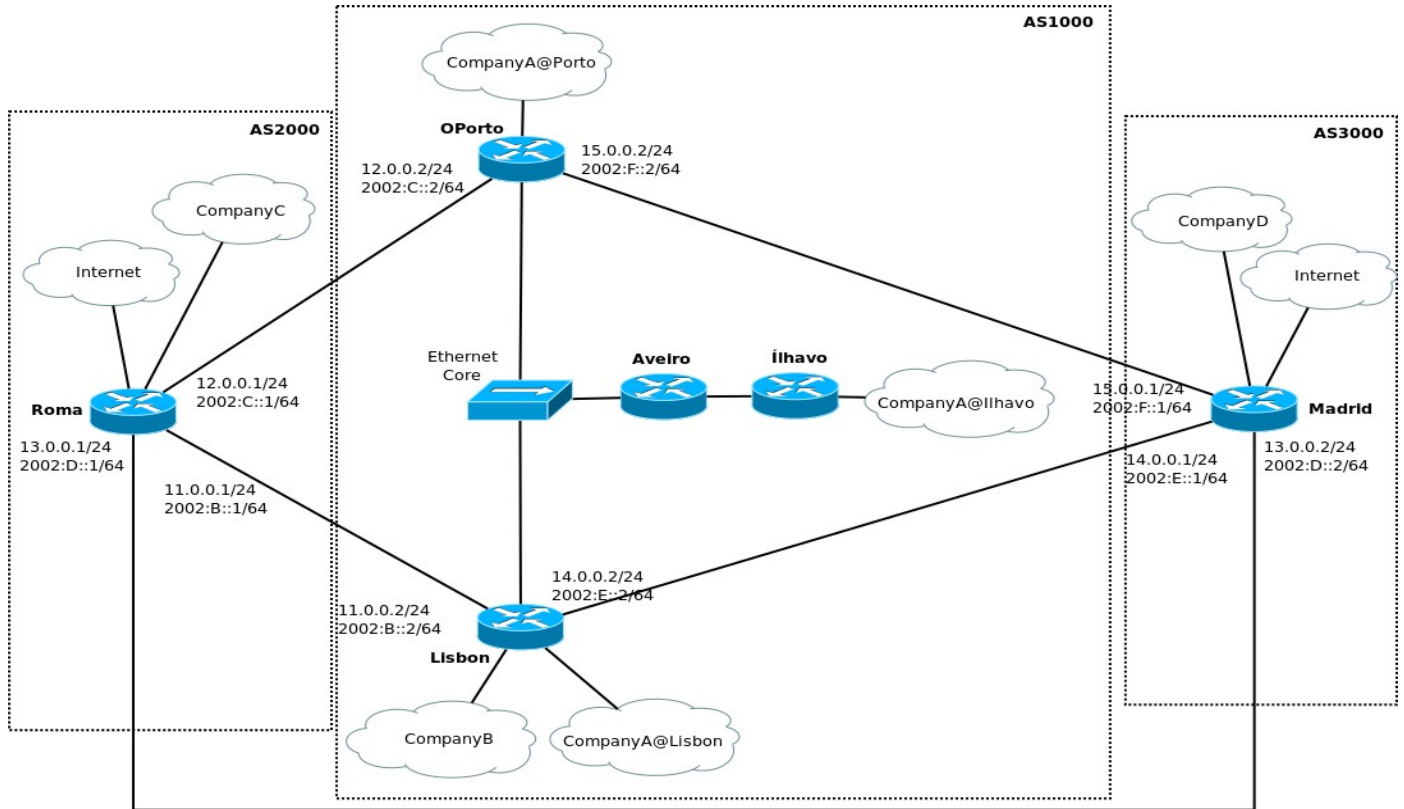 AS1000
CompanyA@Porto
AS2000
OPorto
AS3000
15.0.0.2/24
2002:F::2/64
12.0.0.2/24
2002:C::2/64
CompanyC
CompanyD
Internet
Internet
Ethernet
Core
Aveiro
Ílhavo
CompanyA@Ilhavo
12.0.0.1/24
2002:C::1/64
Roma
13.0.0.1/24
2002:D::1/64
11.0.0.1/24
2002:B::1/64
15.0.0.1/24
2002:F::1/64
Madrid
14.0.0.1/24
2002:E::1/64
13.0.0.2/24
2002:D::2/64
14.0.0.2/24
2002:E::2/64
11.0.0.2/24
2002:B::2/64
Lisbon
CompanyB
CompanyA@Lisbon